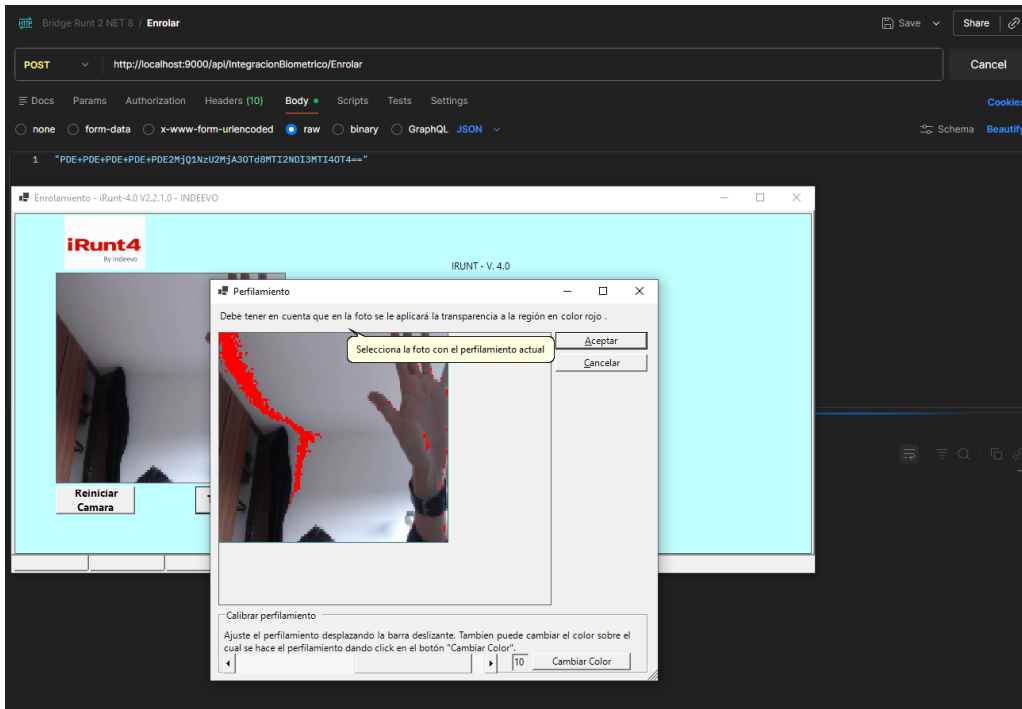 HTTP Bridge Runt 2 NET 8 / Enrolar
Save
Share
POST
http://localhost:9000/api/IntegracionBiometrico/Enrolar
Cancel
Docs Params Authorization Headers (10) Body Scripts Tests Settings
Cookies
none form-data x-www-form-urlencoded raw binary GraphQL JSON
Schema Beautify
1 "PDE+PDE+PDE+PDE+PDE2MjQ1NzU2MjA3OTd8MTI2NDI3MTI4OT4=="
Enrolamiento - iRunt-4.0 V2.2.1.0 - INDEEVO
iRunt4
By Indeevo
IRUNT - V. 4.0
Perfilamiento
Debe tener en cuenta que en la foto se le aplicará la transparencia a la región en color rojo .
Selecciona la foto con el perfilamiento actual
Aceptar
Cancelar
Reiniciar
Camara
T
Calibrar perfilamiento
Ajuste el perfilamiento desplazando la barra deslizante. Tambien puede cambiar el color sobre el
cual se hace el perfilamiento dando click en el botón "Cambiar Color".
10
Cambiar Color